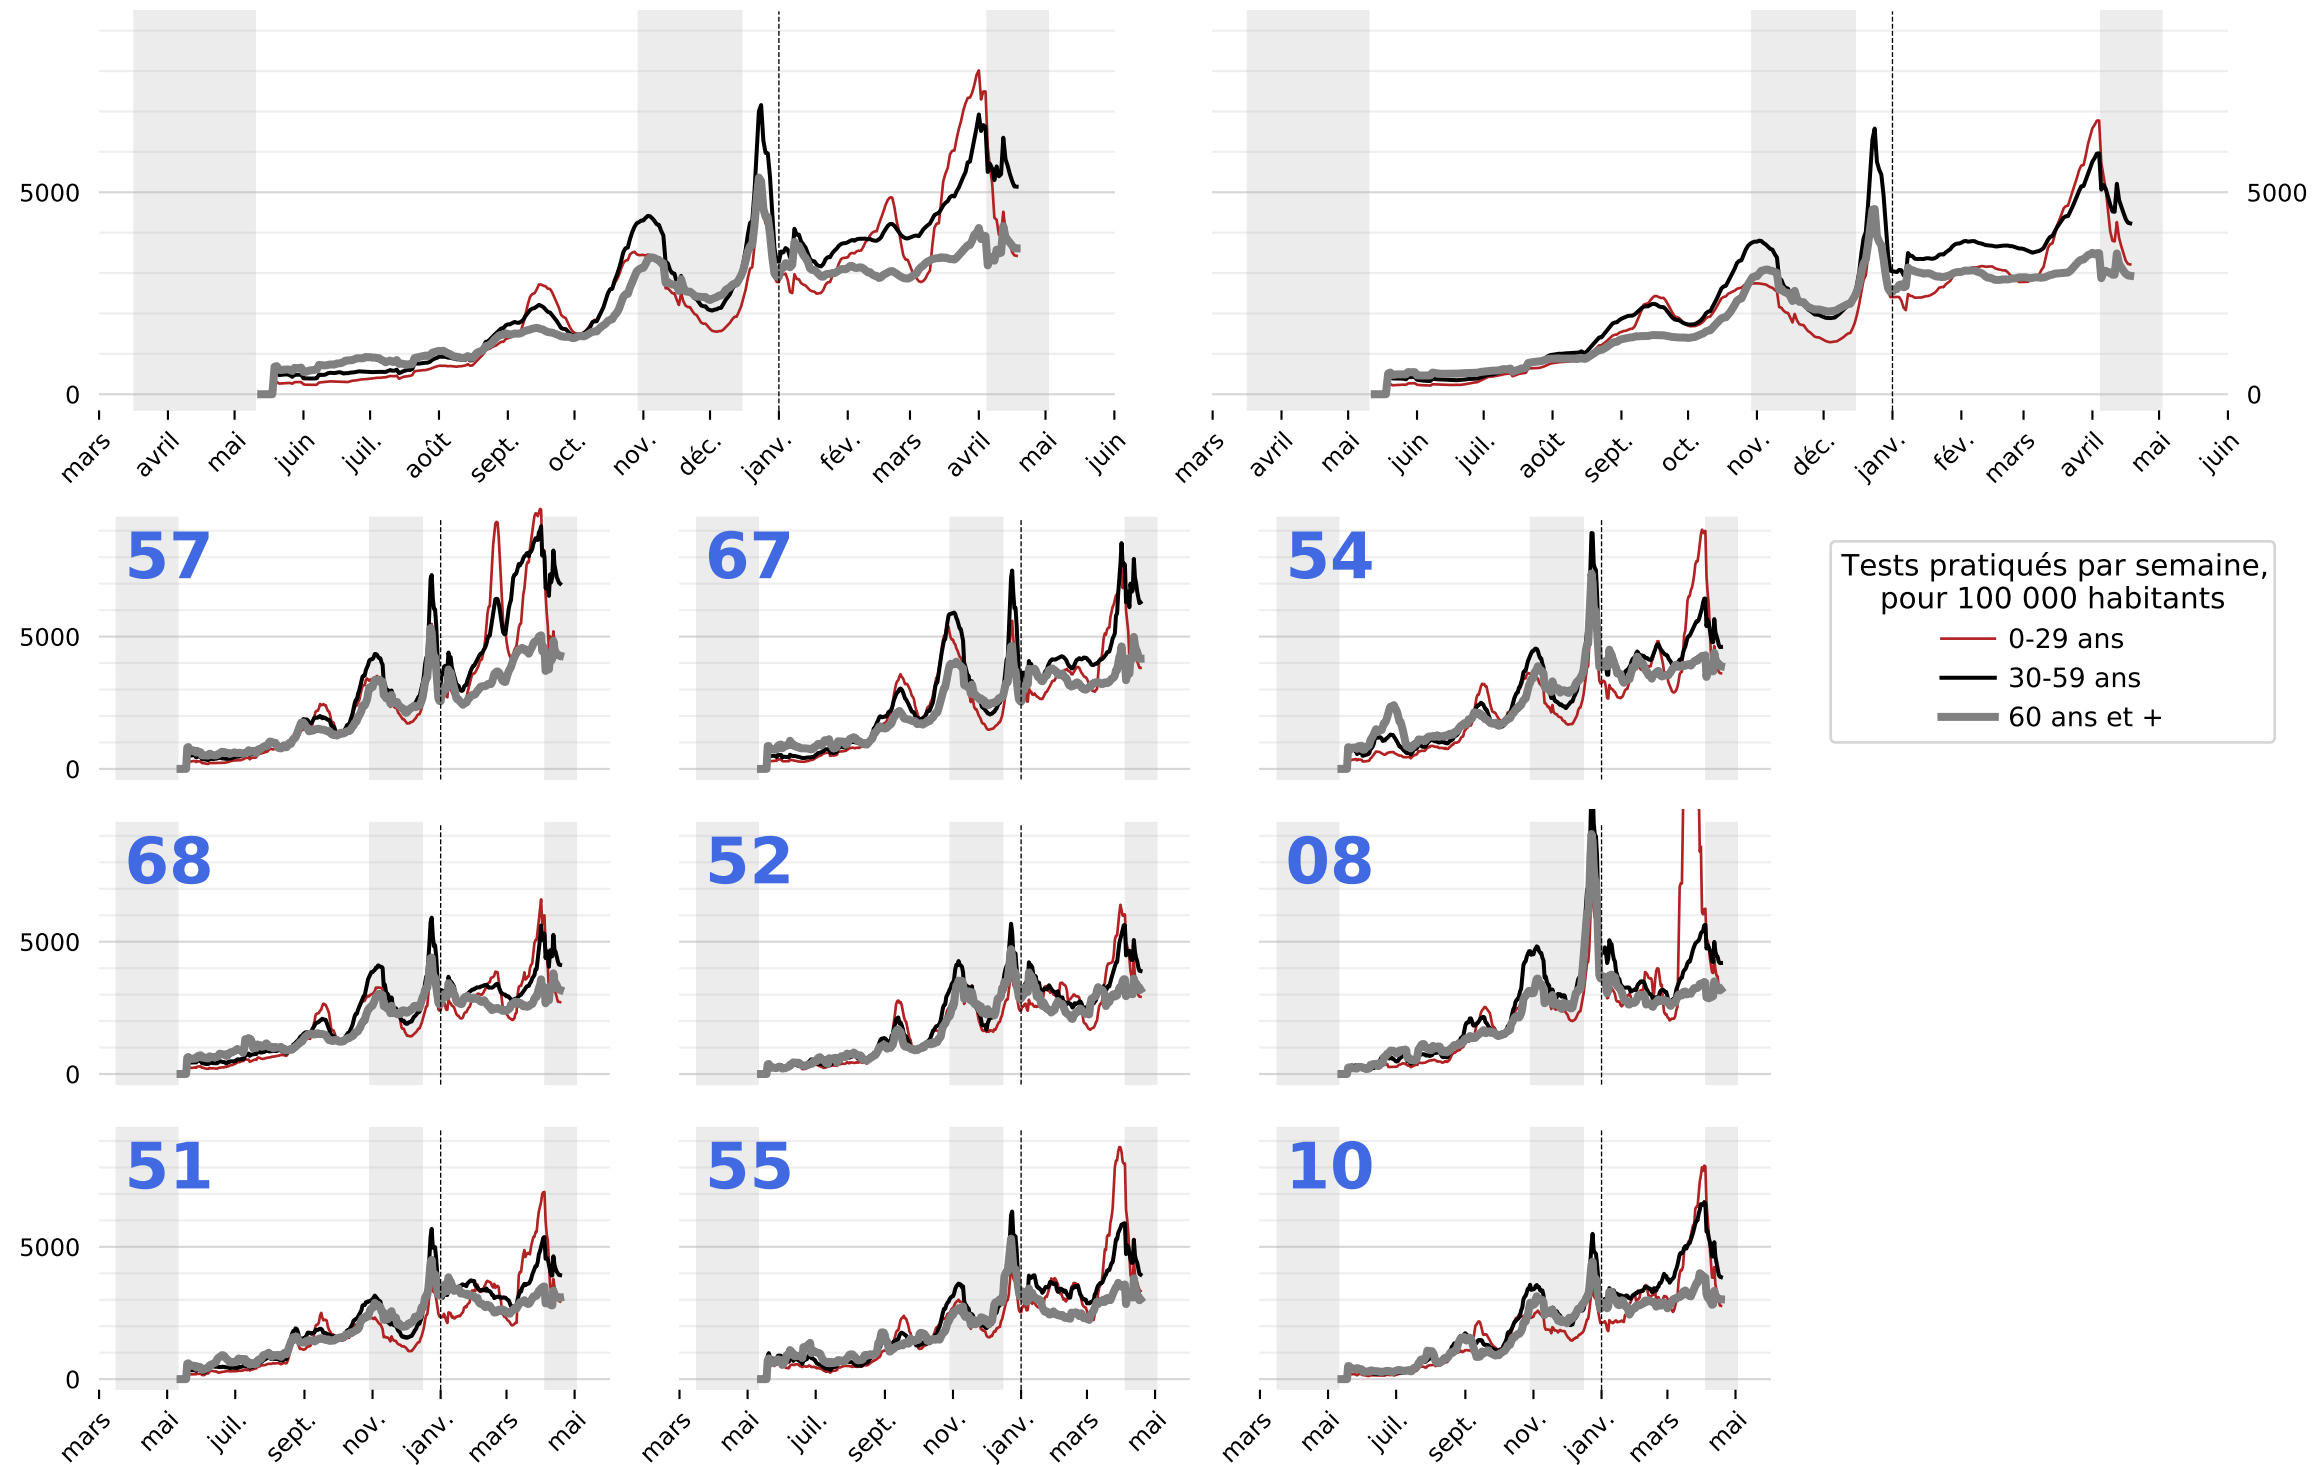 5000
5000
0
0
mars avril mai juin juil. août sept. oct. nov. déc. janv. fév. mars avril mai juin
mars avril mai juin juil. août sept. oct. nov. déc. janv. fév. mars avril mai juin
57
67
54
5000
0
Tests pratiqués par semaine,
pour 100 000 habitants
0-29 ans
30-59 ans
60 ans et +
68
52
08
5000
0
51
55
10
5000
0
mars mai juil. sept. nov. janv. mars mai
mars mai juil. sept. nov. janv. mars mai
mars mai juil. sept. nov. janv. mars mai